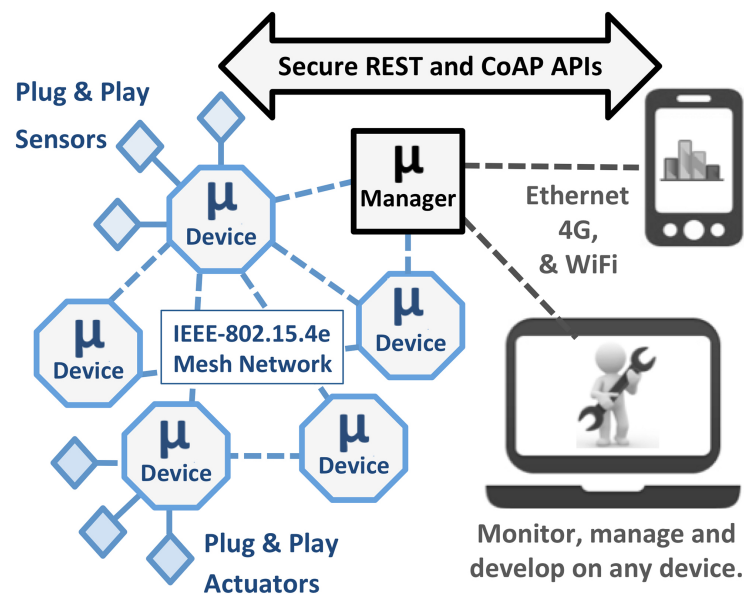 Secure REST and CoAP APIs
Plug & Play
Sensors
μ
Manager
μ
Device
Ethernet
4G,
& WiFi
IEEE-802.15.4e
Mesh Network
μ
Device
μ
Device
μ
Device
μ
Device
Plug & Play
Actuators
Monitor, manage and
develop on any device.